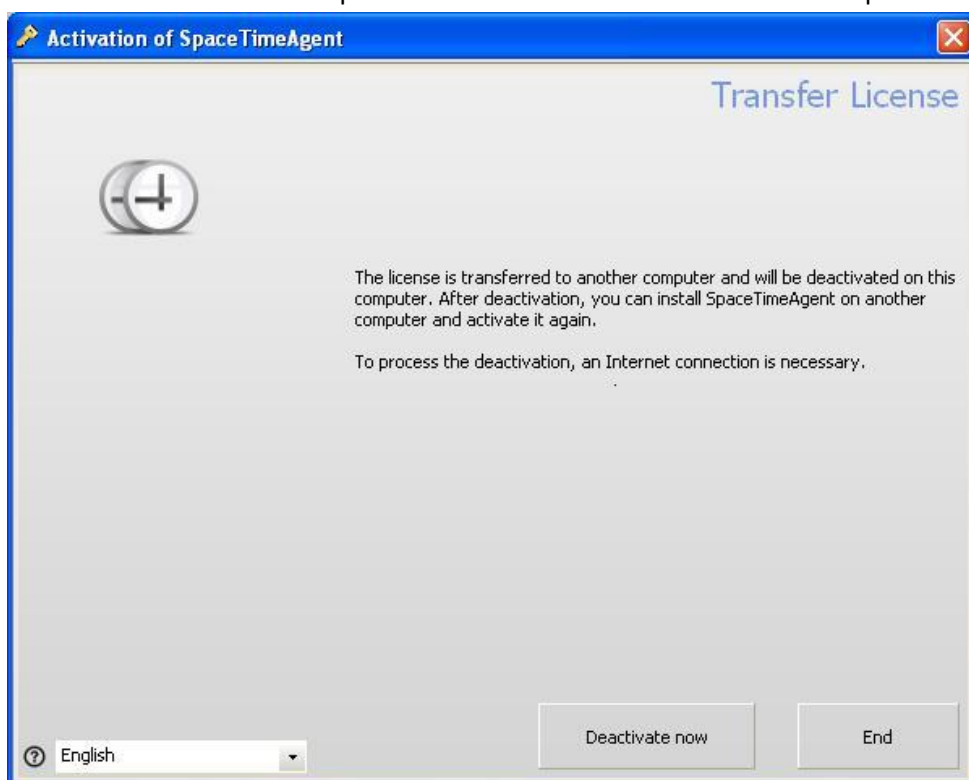 Activation of SpaceTimeAgent
Transfer License
The license is transferred to another computer and will be deactivated on this
computer. After deactivation, you can install SpaceTimeAgent on another
computer and activate it again.
To process the deactivation, an Internet connection is necessary.
.
Deactivate now
End
English